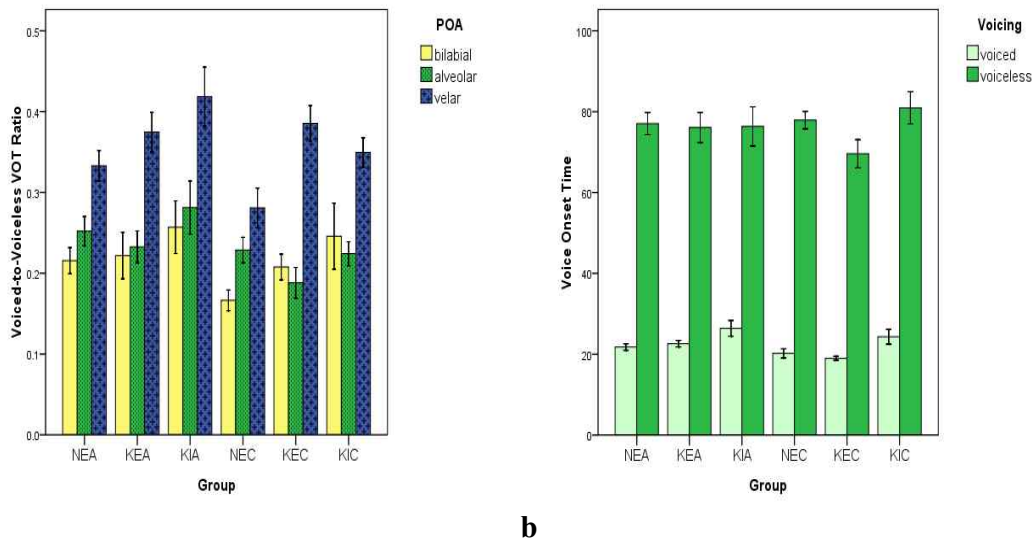 POA
bilabial
alveolar
velar
Voiced-to-Voiceless VOT Ratio
0.5
0.4
0.3
0.2
0.1
0.0
NEA KEA KIA NEC KEC KIC
Group
Voicing
voiced
voiceless
Voice Onset Time
100
80
60
40
20
0
NEA KEA KIA NEC KEC KIC
Group
b